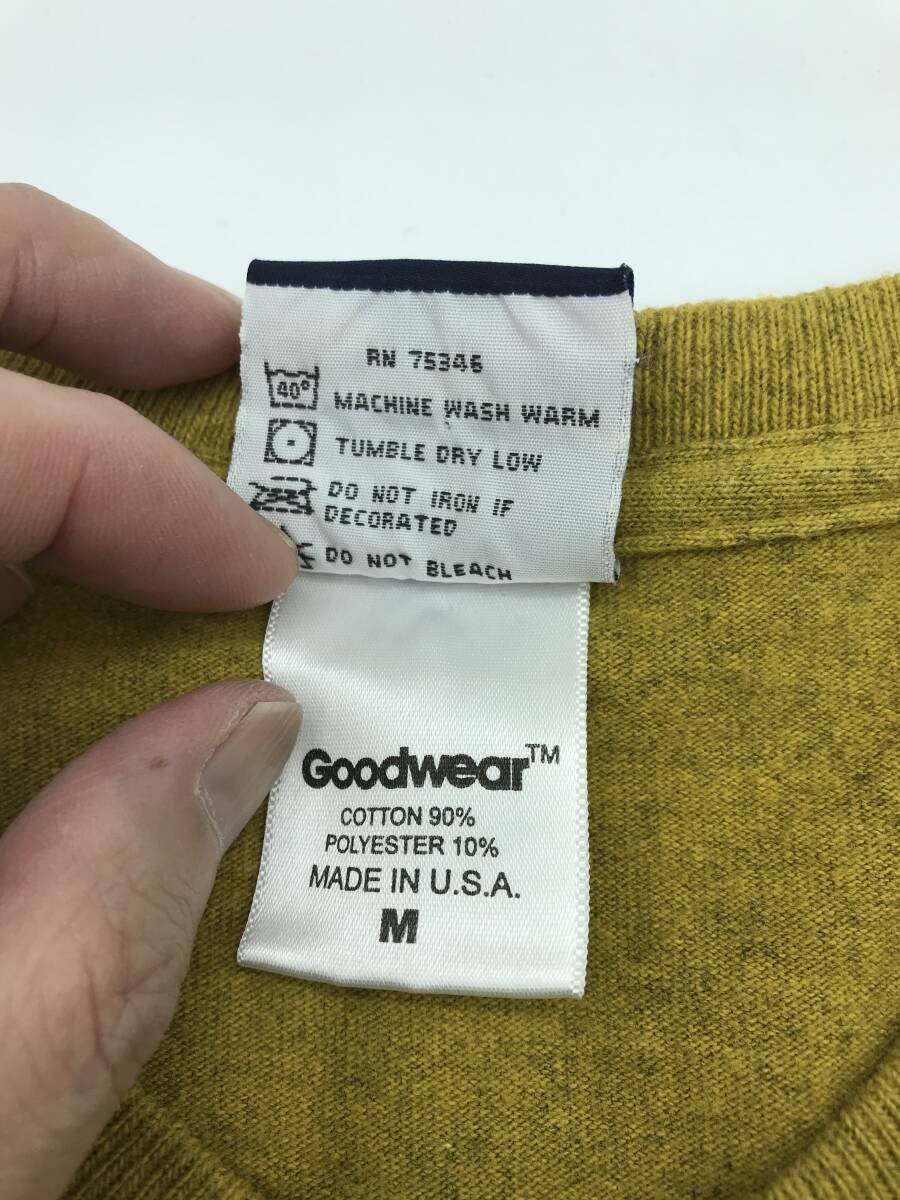 RN 75346
40°
MACHINE WASH WARM
TUMBLE DRY LOW
DO NOT IRON IF
DECORATED
DO NOT BLEACH
Goodwear™
COTTON 90%
POLYESTER 10%
MADE IN U.S.A.
M